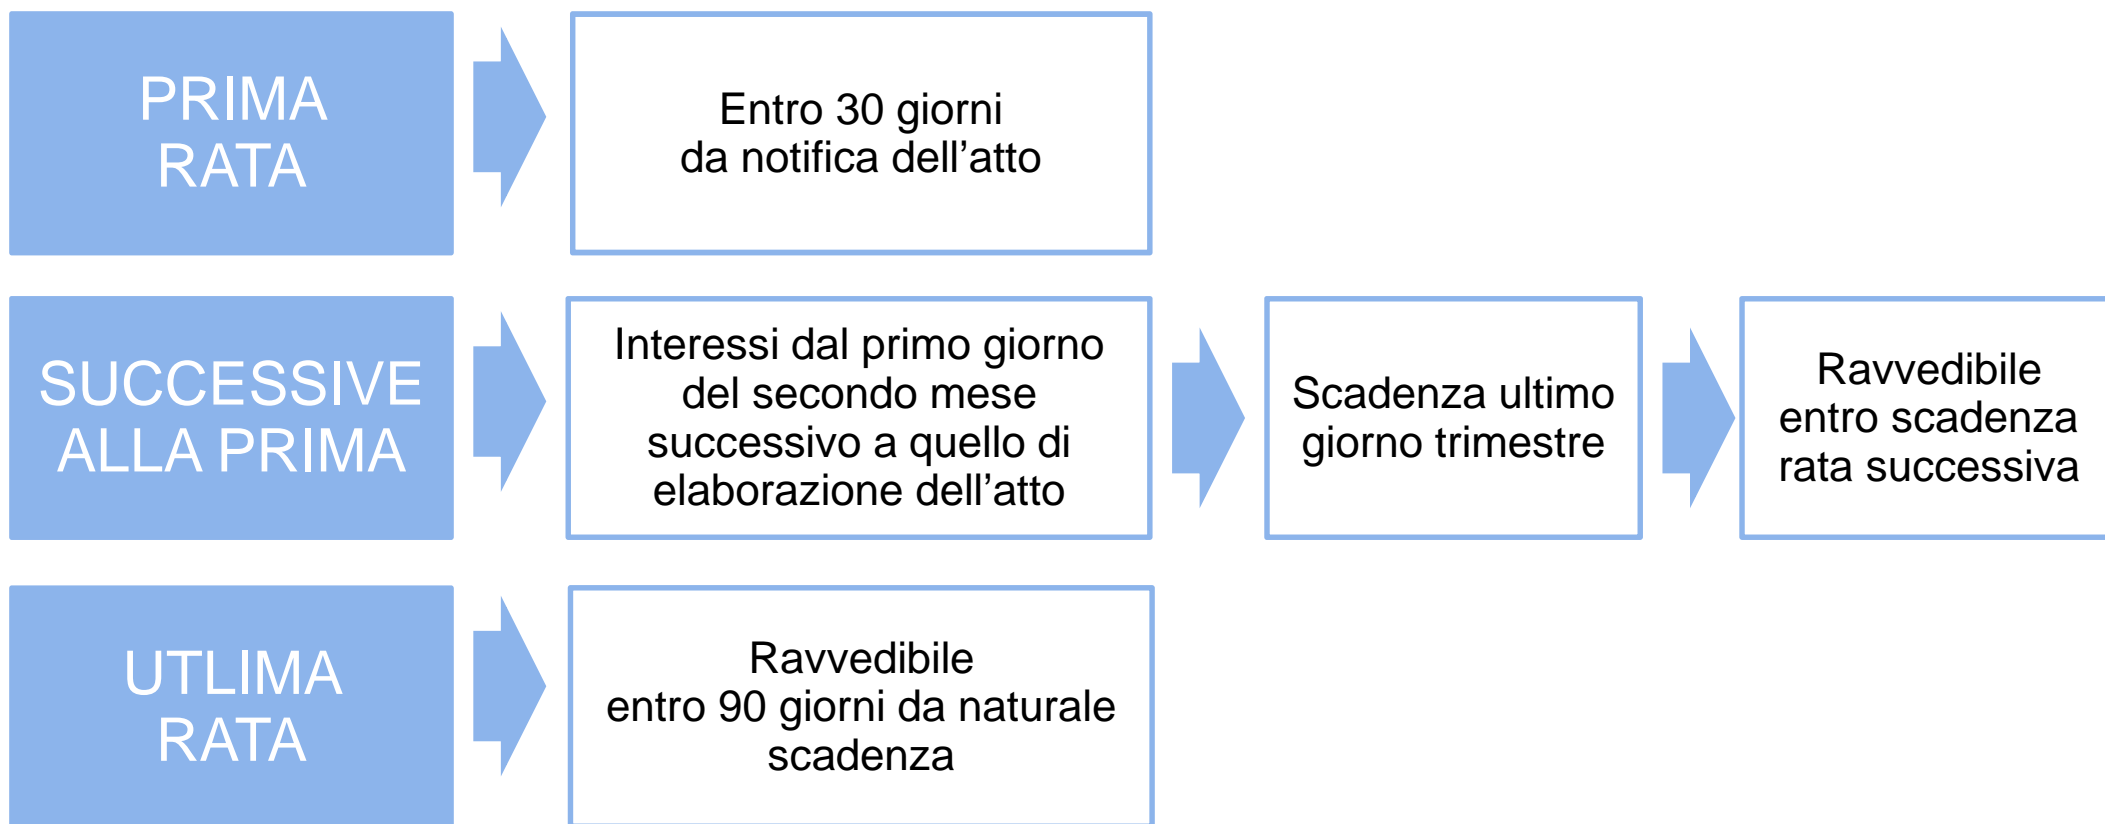 PRIMA
RATA
Entro 30 giorni
da notifica dell’atto
SUCCESSIVE
ALLA PRIMA
Interessi dal primo giorno
del secondo mese
successivo a quello di
elaborazione dell’atto
Scadenza ultimo
giorno trimestre
Ravvedibile
entro scadenza
rata successiva
UTLIMA
RATA
Ravvedibile
entro 90 giorni da naturale
scadenza